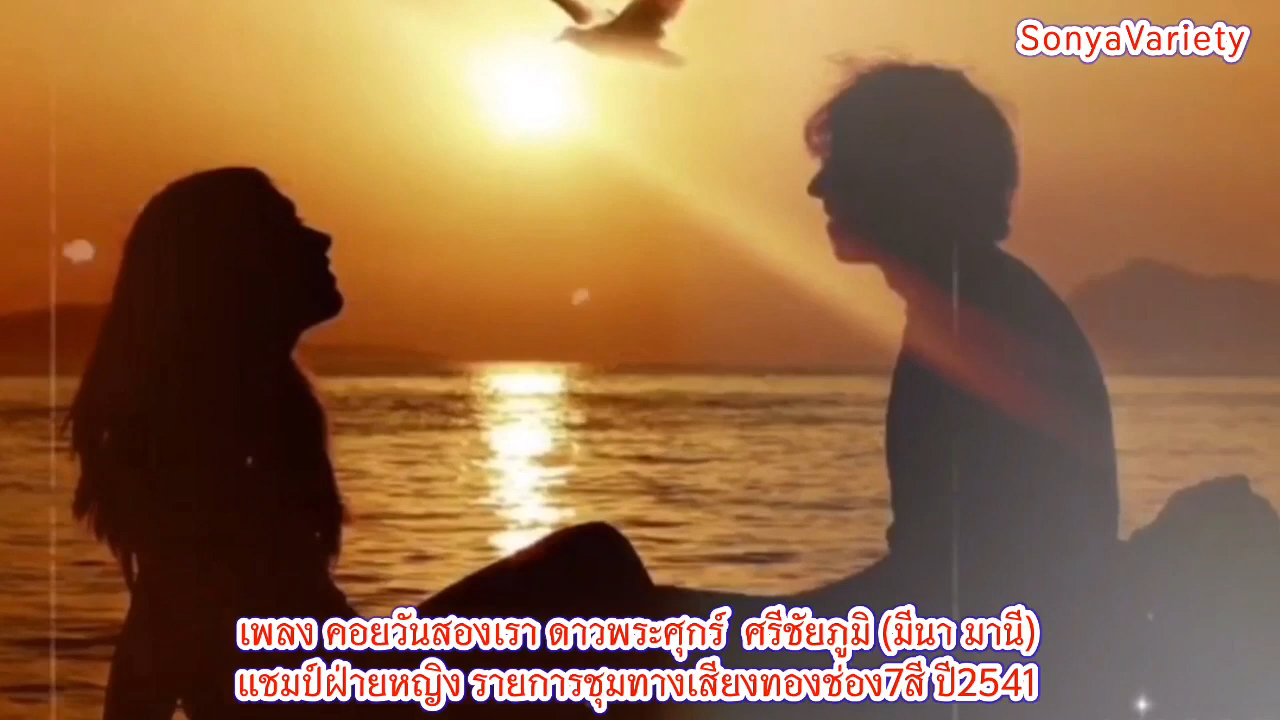 SonyaVariety
เพลง คอยวันสองเรา ดาวพระศุกร์ ศรีชัยภูมิ (มีนา มานี)
แชมป์ฝ่ายหญิง รายการชุมทางเสียงทองช่อง7สี ปี2541